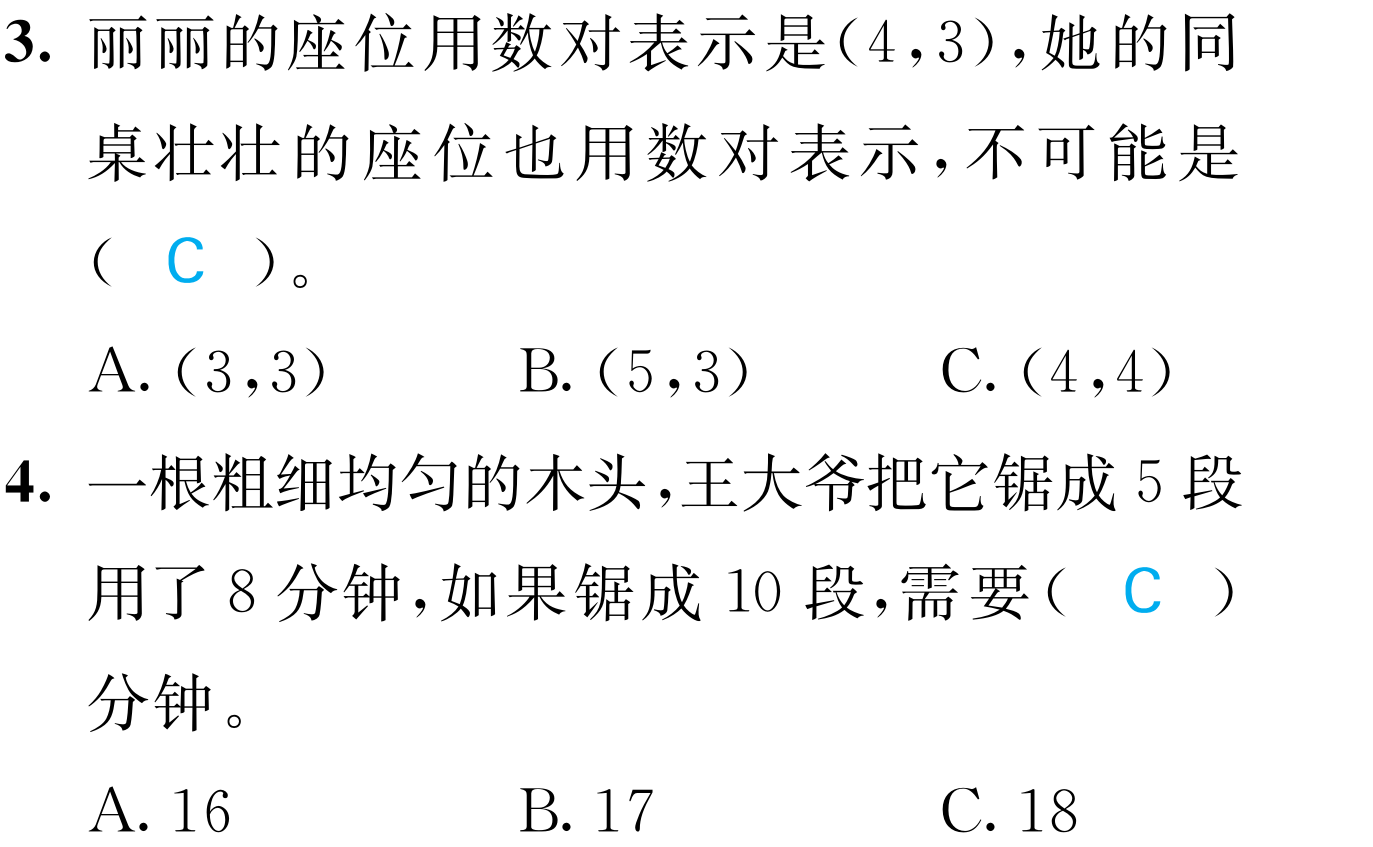 3. 丽丽的座位用数对表示是(4,3),她的同
桌壮壮的座位也用数对表示,不可能是
( C )。
A. (3,3) B. (5,3) C. (4,4)
4. 一根粗细均匀的木头,王大爷把它锯成 5 段
用了 8 分钟,如果锯成 10 段,需要( C )
分钟。
A. 16 B. 17 C. 18